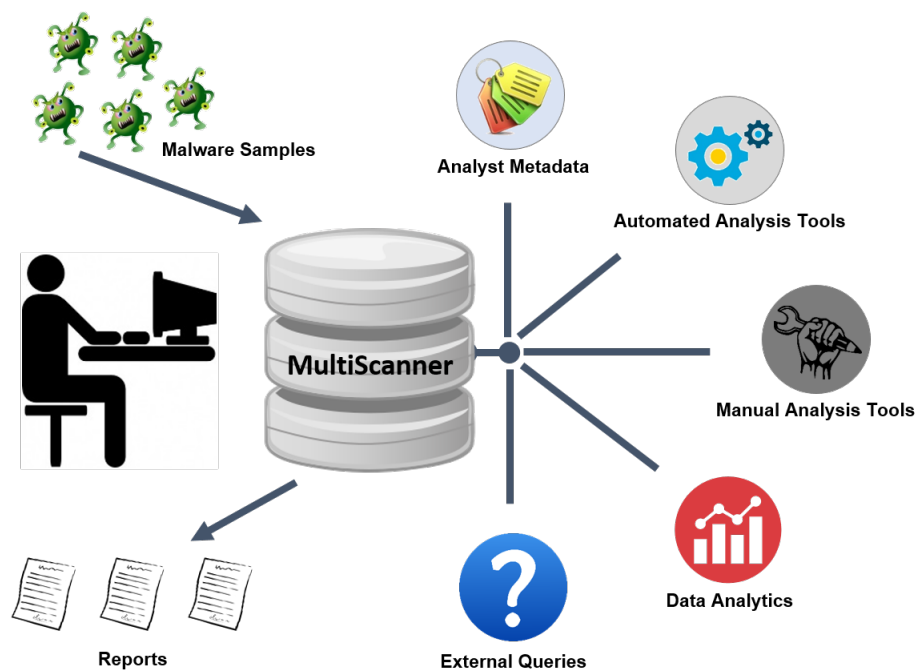 Malware Samples
Analyst Metadata
Automated Analysis Tools
MultiScanner
Manual Analysis Tools
Data Analytics
Reports
External Queries